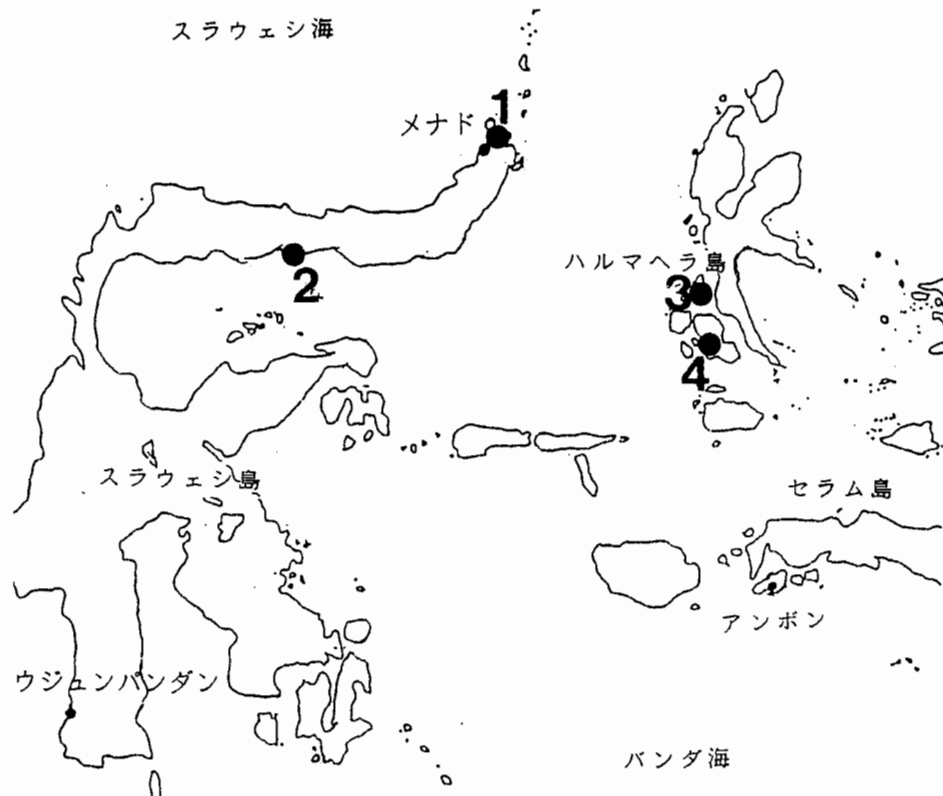 スラウェシ海
1
メナド
2
ハルマヘラ島
3
4
スラウェシ島
セラム島
アンボン
ウジュンパンダン
バンダ海